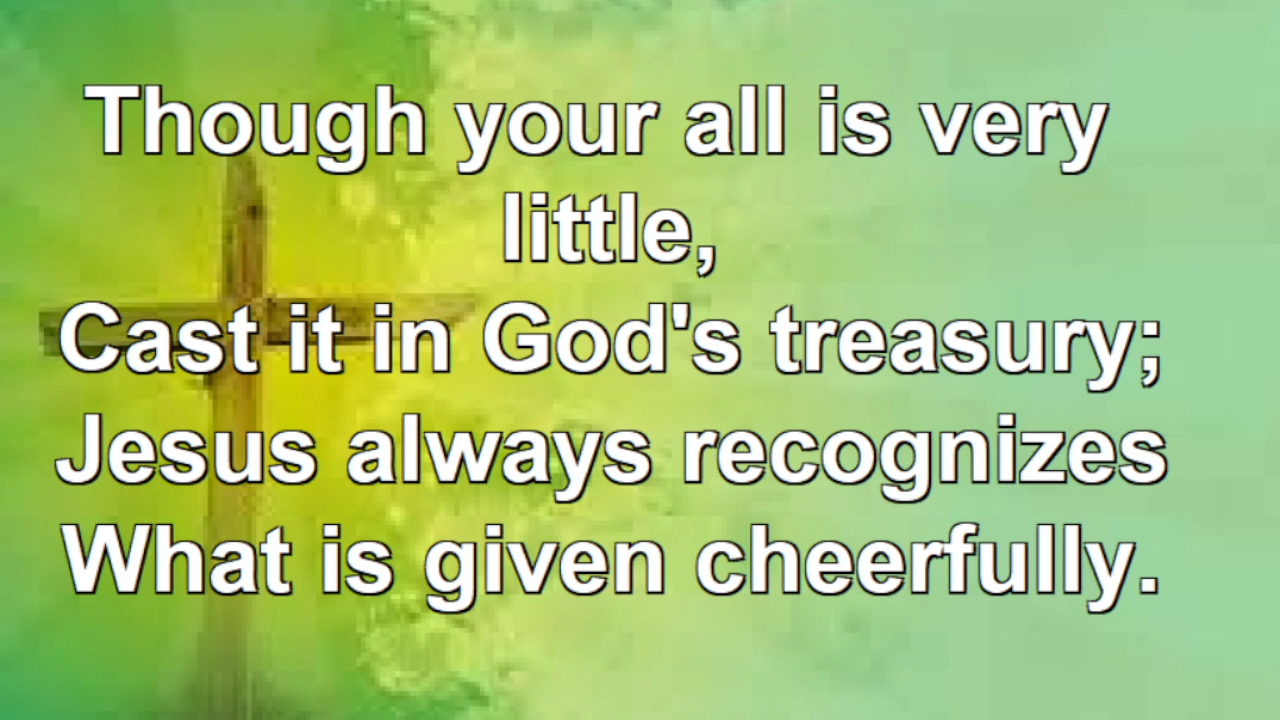 Though your all is very
little,
Cast it in God's treasury;
Jesus always recognizes
What is given cheerfully.